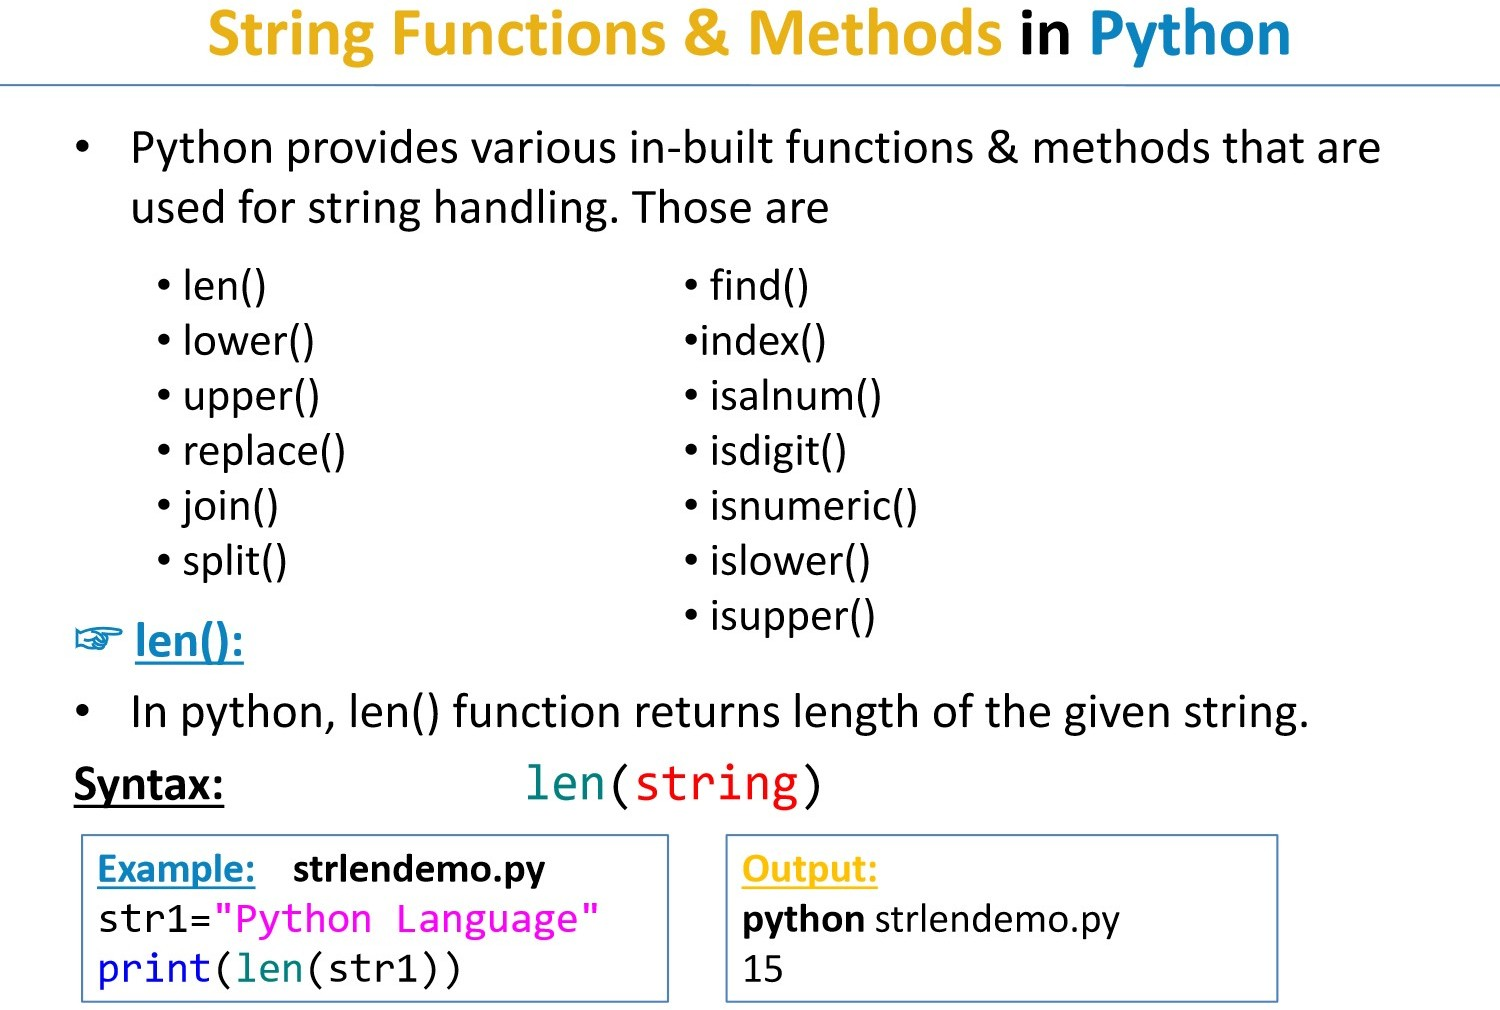 String Functions & Methods in Python
• Python provides various in-built functions & methods that are
used for string handling. Those are
• len()
• lower()
• upper()
• replace()
• join()
• split()
• find()
•index()
• isalnum()
• isdigit()
• isnumeric()
• islower()
• isupper()
☞ len():
• In python, len() function returns length of the given string.
Syntax: len(string)
Example: strlendemo.py
str1="Python Language"
print(len(str1))
Output:
python strlendemo.py
15